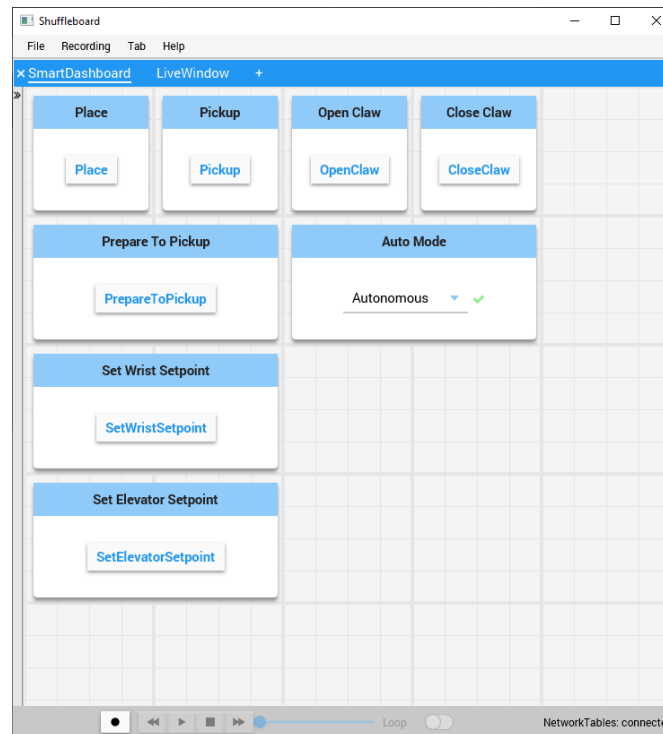 Shuffleboard
File Recording Tab Help
SmartDashboard LiveWindow +
Place Pickup Open Claw Close Claw
Place Pickup OpenClaw CloseClaw
Prepare To Pickup Auto Mode
PrepareToPickup Autonomous
Set Wrist Setpoint
SetWristSetpoint
Set Elevator Setpoint
SetElevatorSetpoint
Loop NetworkTables: connecte